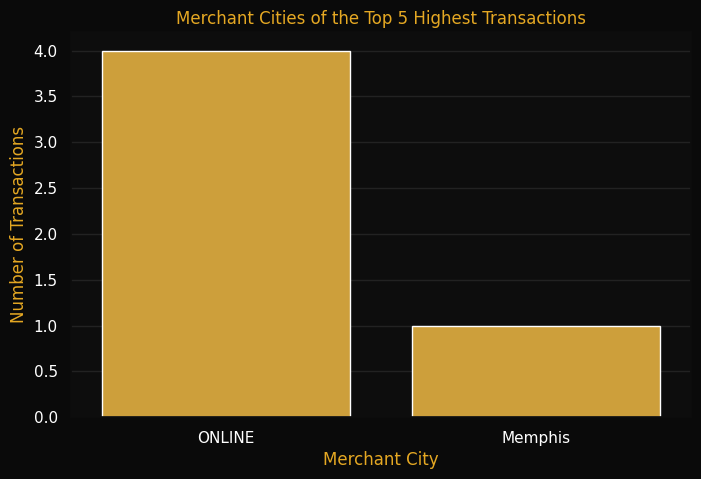 Merchant Cities of the Top 5 Highest Transactions
Number of Transactions
4.0
3.5
3.0
2.5
2.0
1.5
1.0
0.5
0.0
ONLINE Memphis
Merchant City